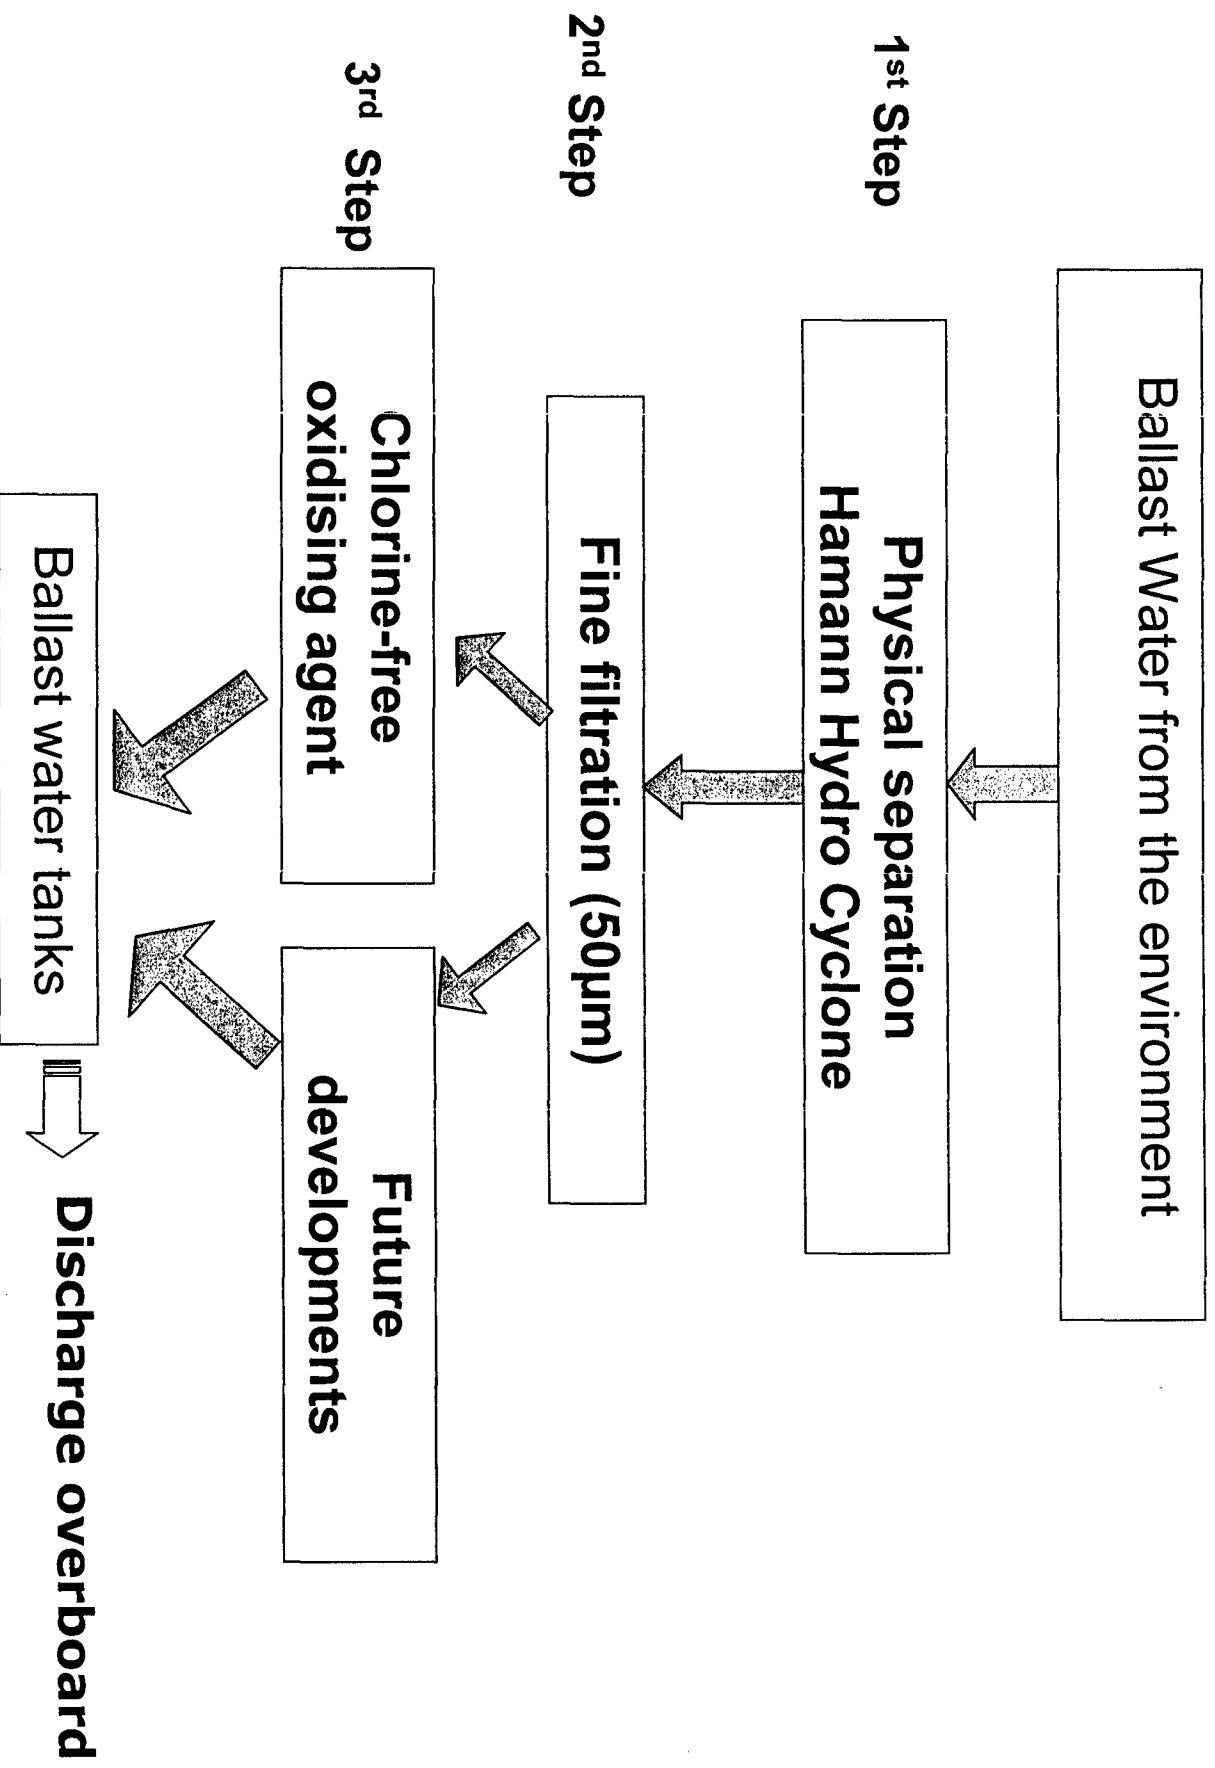 Ballast Water from the environment
1st Step
Physical separation
Hamann Hydro Cyclone
2nd Step
Fine filtration (50µm)
3rd Step
Chlorine-free
oxidising agent
Future
developments
Ballast water tanks
Discharge overboard